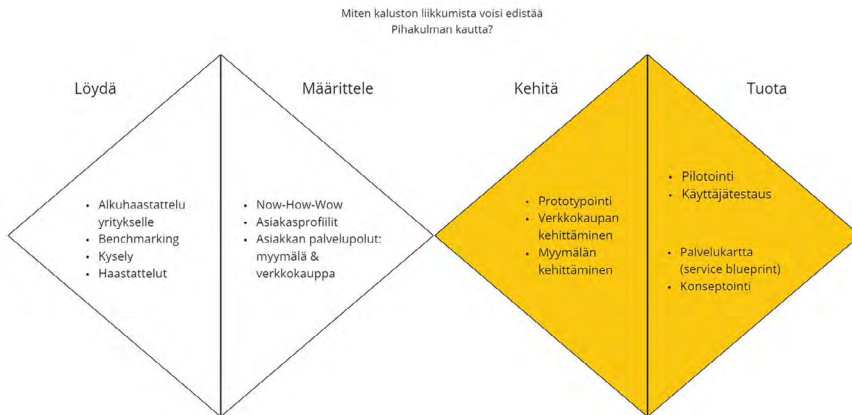 Miten kaluston liikkumista voisi edistää
Pihakulman kautta?
Löydä
Määrittele
Kehitä
Tuota
• Alkuhaastattelu
yritykselle
• Benchmarking
• Kysely
• Haastattelut
• Now-How-Wow
• Asiakasprofiilit
• Asiakkan palvelupolut:
myymälä &
verkkokauppa
• Prototypointi
• Verkkokaupan
kehittäminen
• Myymälän
kehittäminen
• Pilotointi
• Käyttäjätestaus
• Palvelukartta
(service blueprint)
• Konseptointi